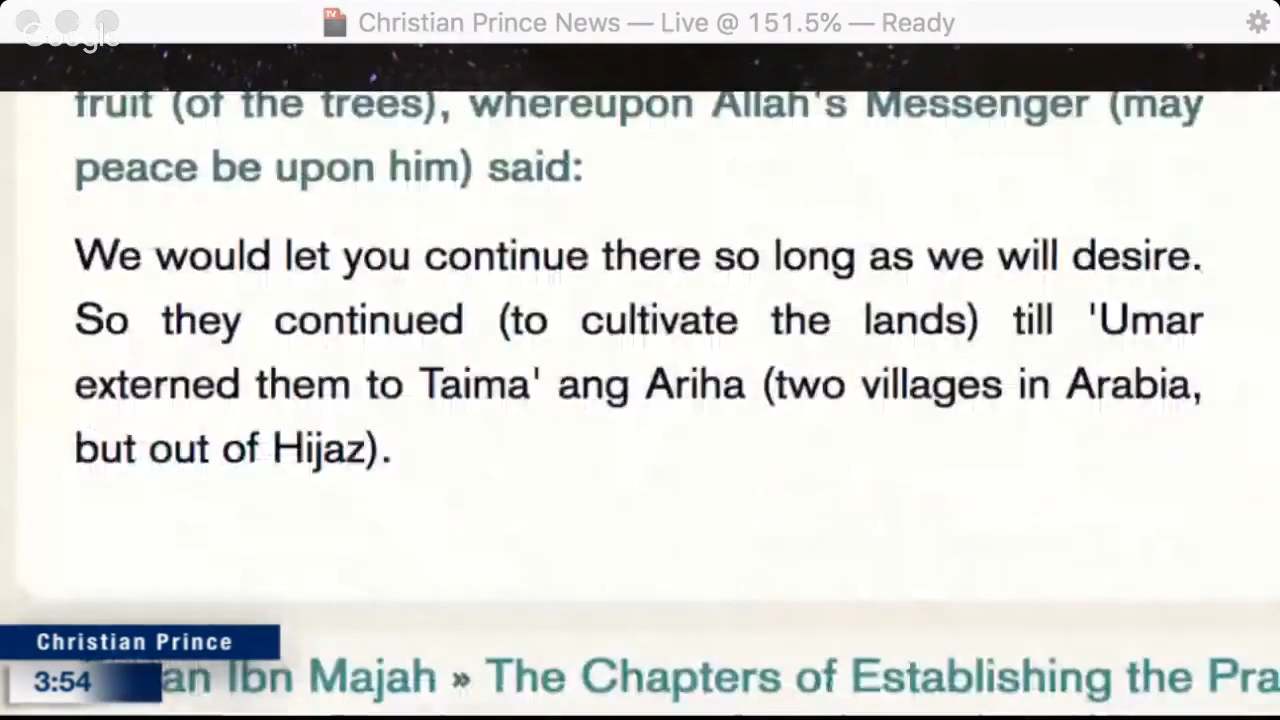 Christian Prince News — Live @ 151.5% — Ready
Google
fruit (of the trees), whereupon Allah's Messenger (may
peace be upon him) said:
We would let you continue there so long as we will desire.
So they continued (to cultivate the lands) till 'Umar
externed them to Taima' ang Ariha (two villages in Arabia,
but out of Hijaz).
Christian Prince
3:54
an Ibn Majah » The Chapters of Establishing the Pra